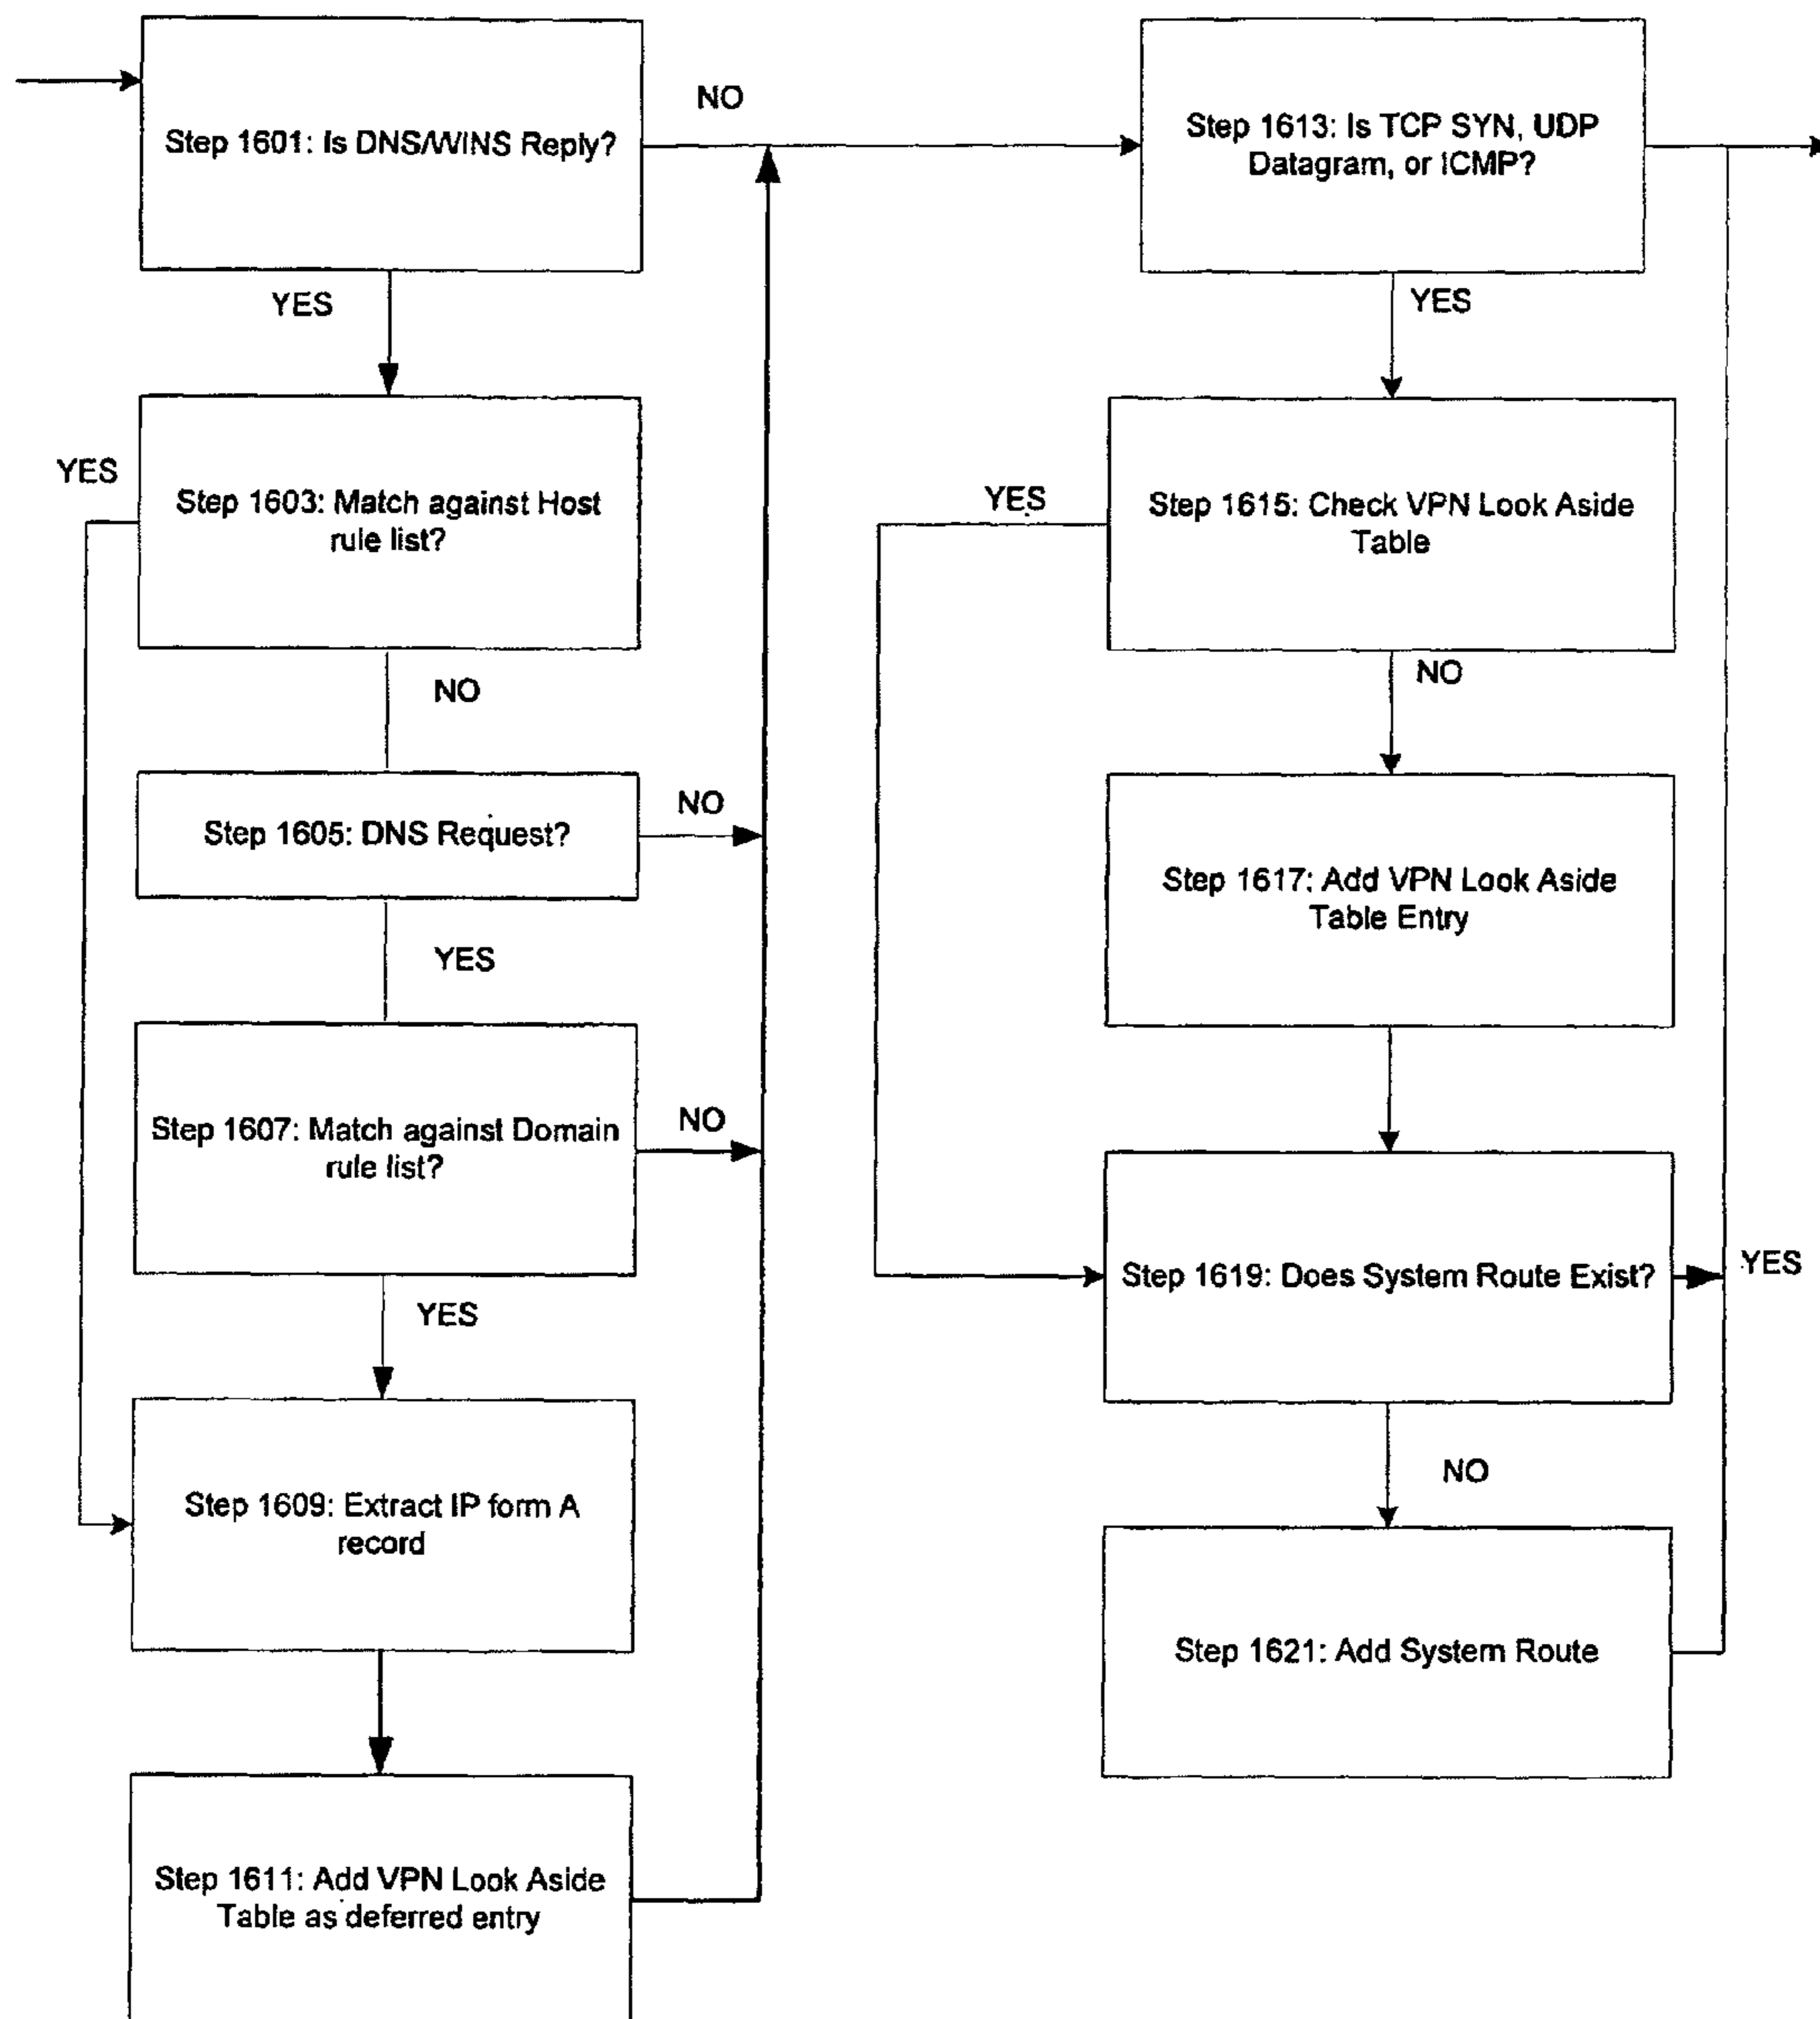 Step 1601: Is DNS/WINS Reply?
NO
YES
YES
Step 1603: Match against Host
rule list?
NO
Step 1605: DNS Request?
NO
YES
Step 1607: Match against Domain
rule list?
NO
YES
Step 1609: Extract IP form A
record
Step 1611: Add VPN Look Aside
Table as deferred entry
Step 1613: Is TCP SYN, UDP
Datagram, or ICMP?
YES
YES
Step 1615: Check VPN Look Aside
Table
NO
Step 1617: Add VPN Look Aside
Table Entry
Step 1619: Does System Route Exist?
YES
NO
Step 1621: Add System Route